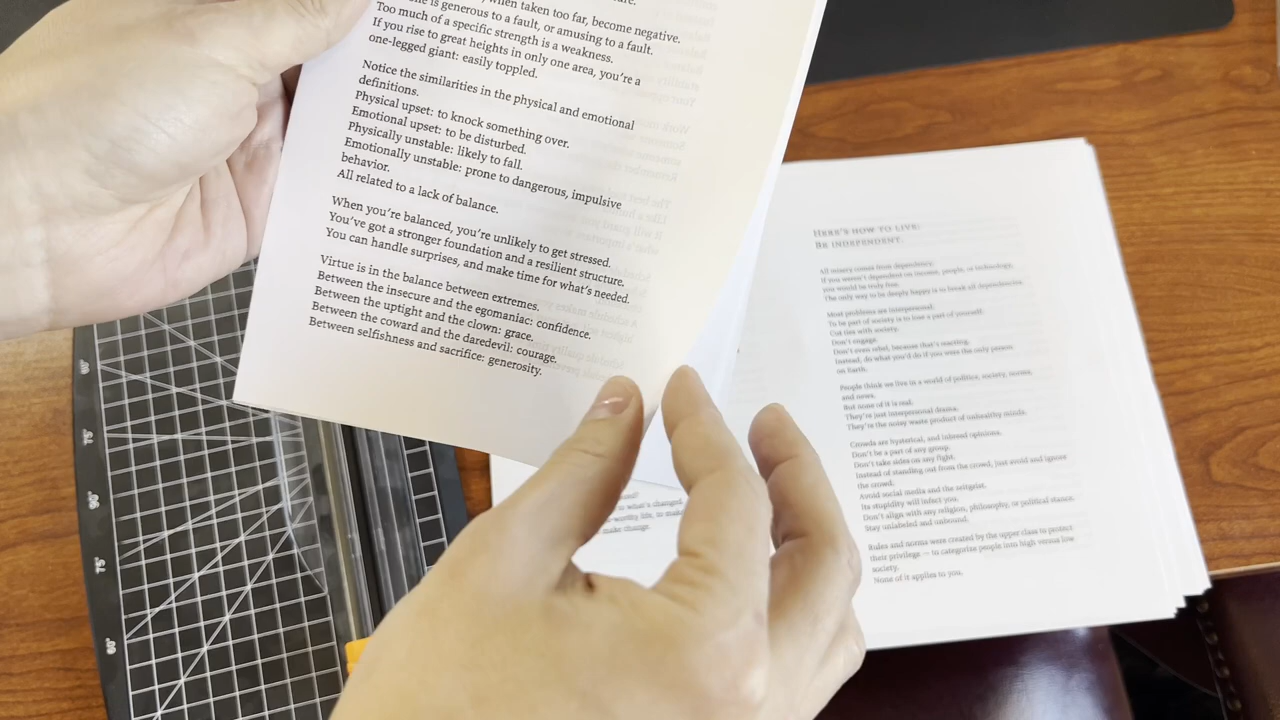 when taken too far, become negative.
is generous to a fault, or amusing to a fault.
Too much of a specific strength is a weakness.
If you rise to great heights in only one area, you're a
one-legged giant: easily toppled.
Notice the similarities in the physical and emotional
definitions.
Physical upset: to knock something over.
Emotional upset: to be disturbed.
Physically unstable: likely to fall.
Emotionally unstable: prone to dangerous, impulsive
behavior.
All related to a lack of balance.
When you're balanced, you're unlikely to get stressed.
You've got a stronger foundation and a resilient structure.
You can handle surprises, and make time for what's needed.
Virtue is in the balance between extremes.
Between the insecure and the egomaniac: confidence.
Between the uptight and the clown: grace.
Between the coward and the daredevil: courage.
Between selfishness and sacrifice: generosity.
to what's changed.
-worthy life, to make
make change.
HERE'S HOW TO LIVE:
BE INDEPENDENT.
All misery comes from dependency.
If you weren't dependent on income, people, or technology,
you would be truly free.
The only way to be deeply happy is to break all dependencies.
Most problems are interpersonal.
To be part of society is to lose a part of yourself.
Cut ties with society.
Don't engage.
Don't even rebel, because that's reacting.
Instead, do what you'd do if you were the only person
on Earth.
People think we live in a world of politics, society, norms,
and news.
But none of it is real.
They're just interpersonal drama.
They're the noisy waste product of unhealthy minds.
Crowds are hysterical, and inbreed opinions.
Don't be a part of any group.
Don't take sides on any fight.
Instead of standing out from the crowd, just avoid and ignore
the crowd.
Avoid social media and the zeitgeist.
Its stupidity will infect you.
Don't align with any religion, philosophy, or political stance.
Stay unlabeled and unbound.
Rules and norms were created by the upper class to protect
their privilege — to categorize people into high versus low
society.
None of it applies to you.
60°
75°
90°
75°
60°